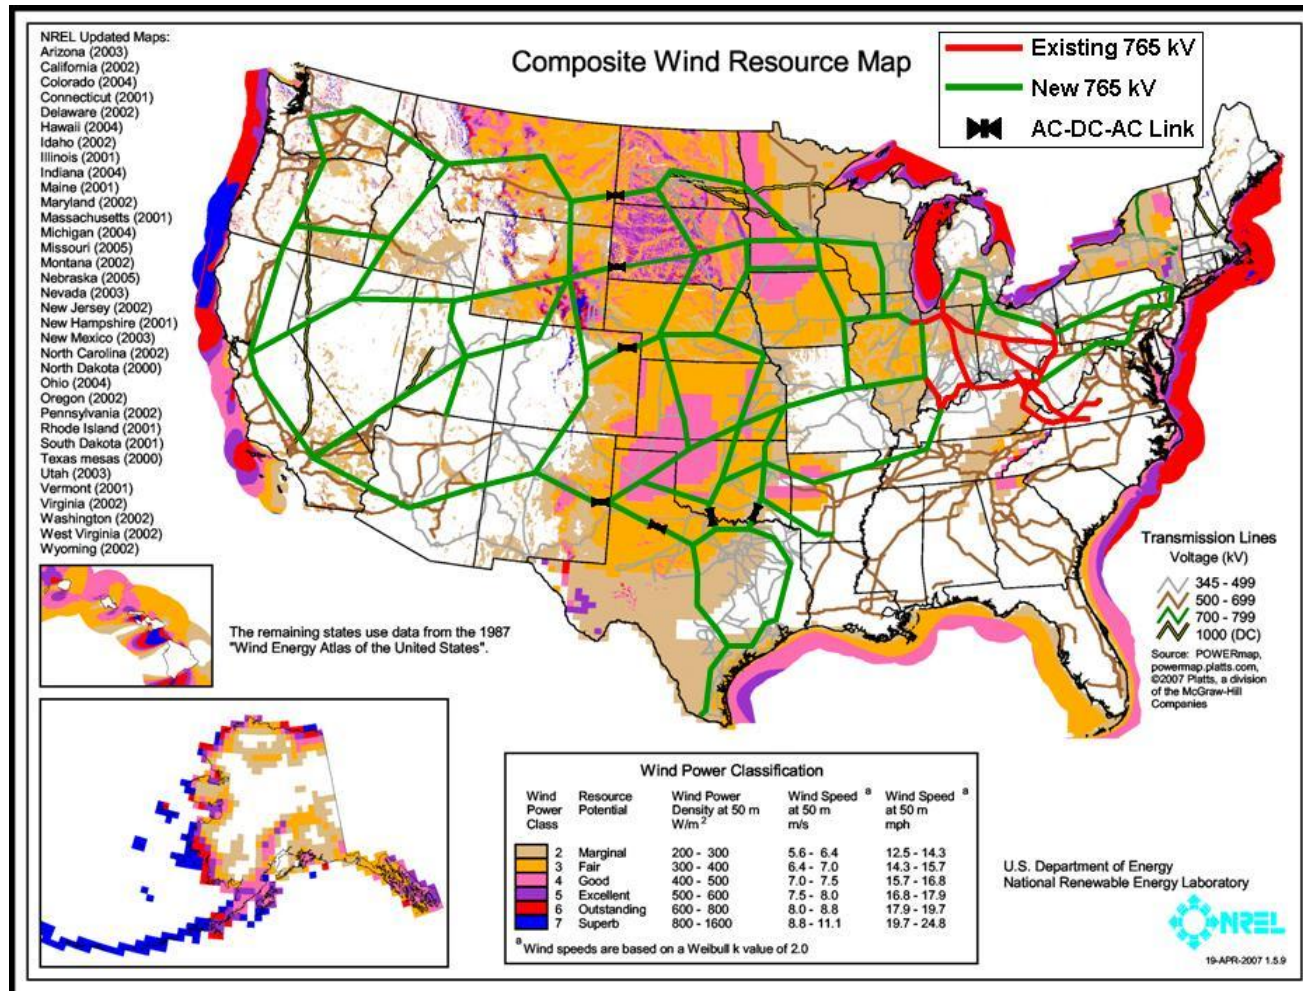 NREL Updated Maps:
Arizona (2003)
California (2002)
Colorado (2004)
Connecticut (2001)
Delaware (2002)
Hawaii (2004)
Idaho (2002)
Illinois (2001)
Indiana (2004)
Maine (2001)
Maryland (2002)
Massachusetts (2001)
Michigan (2004)
Missouri (2005)
Montana (2002)
Nebraska (2005)
Nevada (2003)
New Jersey (2002)
New Hampshire (2001)
New Mexico (2003)
North Carolina (2002)
North Dakota (2000)
Ohio (2004)
Oregon (2002)
Pennsylvania (2002)
Rhode Island (2001)
South Dakota (2001)
Texas mesas (2000)
Utah (2003)
Vermont (2001)
Virginia (2002)
Washington (2002)
West Virginia (2002)
Wyoming (2002)
Composite Wind Resource Map
Existing 765 kV
New 765 kV
AC-DC-AC Link
Transmission Lines
Voltage (kV)
345 - 499
500 - 699
700 - 799
1000 (DC)
Source: POWERmap,
powermap.platts.com,
©2007 Platts, a division
of the McGraw-Hill
Companies
The remaining states use data from the 1987
"Wind Energy Atlas of the United States".
Wind Power Classification
Wind Power Class Resource Potential Wind Power Density at 50 m W/m² Wind Speed a at 50 m m/s Wind Speed a at 50 m mph
2 Marginal 200 - 300 5.6 - 6.4 12.5 - 14.3
3 Fair 300 - 400 6.4 - 7.0 14.3 - 15.7
4 Good 400 - 500 7.0 - 7.5 15.7 - 16.8
5 Excellent 500 - 600 7.5 - 8.0 16.8 - 17.9
6 Outstanding 600 - 800 8.0 - 8.8 17.9 - 19.7
7 Superb 800 - 1600 8.8 - 11.1 19.7 - 24.8
a Wind speeds are based on a Weibull k value of 2.0
U.S. Department of Energy
National Renewable Energy Laboratory
NREL
19-APR-2007 1.5.9